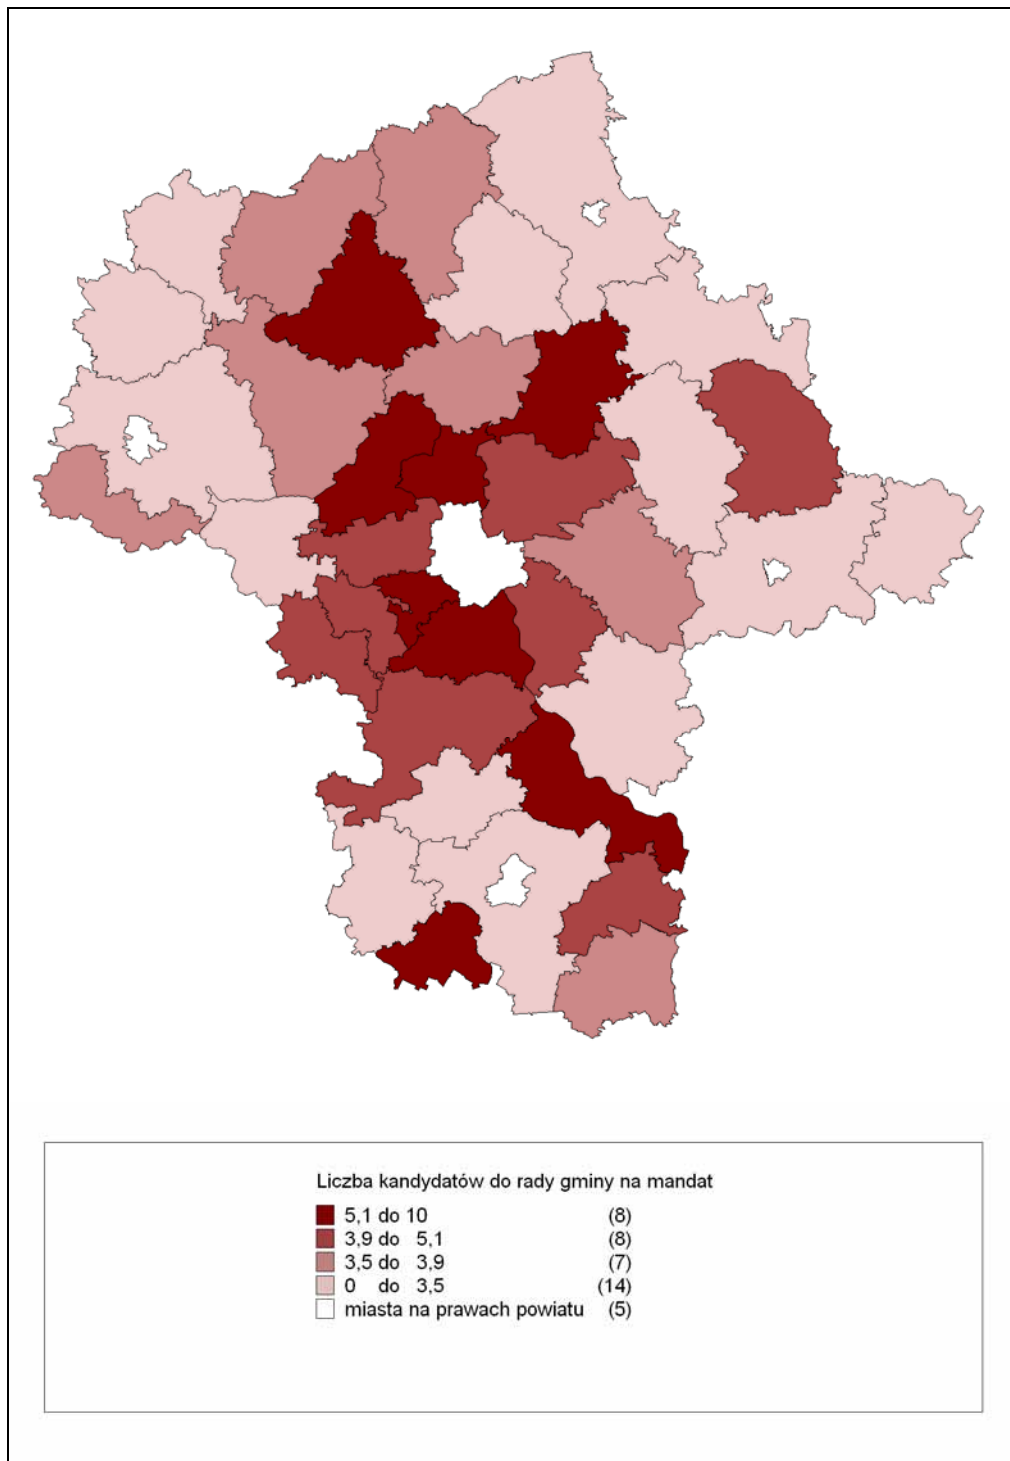 Liczba kandydatów do rady gminy na mandat
5,1 do 10 (8)
3,9 do 5,1 (8)
3,5 do 3,9 (7)
0 do 3,5 (14)
miasta na prawach powiatu (5)